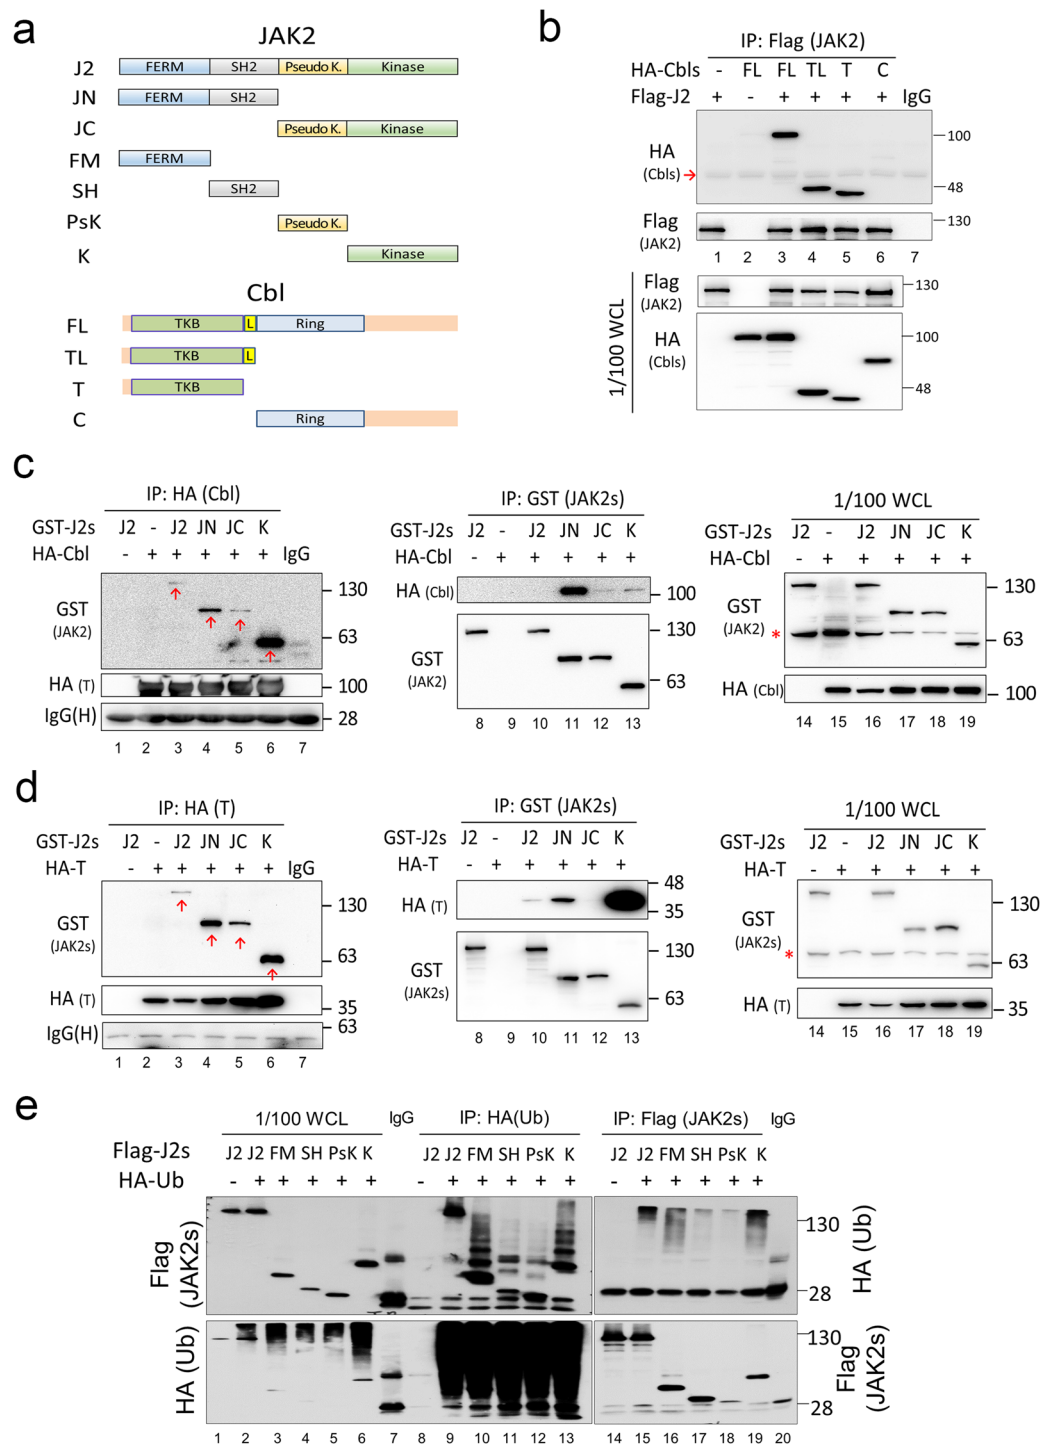 a
JAK2
J2 FERM SH2 Pseudo K. Kinase
JN FERM SH2
JC Pseudo K. Kinase
FM FERM
SH SH2
PsK Pseudo K.
K Kinase
Cbl
FL TKB L Ring
TL TKB L
T TKB
C Ring
b
IP: Flag (JAK2)
HA-Cbls - FL FL TL T C
Flag-J2 + - + + + + IgG
HA
(Cbls)
100
48
Flag
(JAK2)
130
1 2 3 4 5 6 7
1/100 WCL
Flag
(JAK2)
130
HA
(Cbls)
100
48
c
IP: HA (Cbl)
GST-J2s J2 - J2 JN JC K
HA-Cbl - + + + + + IgG
GST
(JAK2)
130
63
HA (T) 100
IgG(H) 28
1 2 3 4 5 6 7
IP: GST (JAK2s)
GST-J2s J2 - J2 JN JC K
HA-Cbl - + + + + +
HA (Cbl) 100
GST
(JAK2)
130
63
8 9 10 11 12 13
1/100 WCL
GST-J2s J2 - J2 JN JC K
HA-Cbl - + + + + +
GST
(JAK2)
*
130
63
HA (Cbl) 100
14 15 16 17 18 19
d
IP: HA (T)
GST-J2s J2 - J2 JN JC K
HA-T - + + + + + IgG
GST
(JAK2s)
130
63
HA (T) 35
IgG(H) 63
1 2 3 4 5 6 7
IP: GST (JAK2s)
GST-J2s J2 - J2 JN JC K
HA-T - + + + + +
HA (T)
48
35
GST
(JAK2s)
130
63
8 9 10 11 12 13
1/100 WCL
GST-J2s J2 - J2 JN JC K
HA-T - + + + + +
GST
(JAK2s)
*
130
63
HA (T) 35
14 15 16 17 18 19
e
1/100 WCL IgG IP: HA(Ub) IP: Flag (JAK2s) IgG
Flag-J2s J2 J2 FM SH PsK K J2 J2 FM SH PsK K J2 J2 FM SH PsK K
HA-Ub - + + + + + - + + + + + - + + + + +
Flag
(JAK2s)
130
28
HA (Ub)
HA (Ub)
130
28
Flag
(JAK2s)
1 2 3 4 5 6 7 8 9 10 11 12 13 14 15 16 17 18 19 20